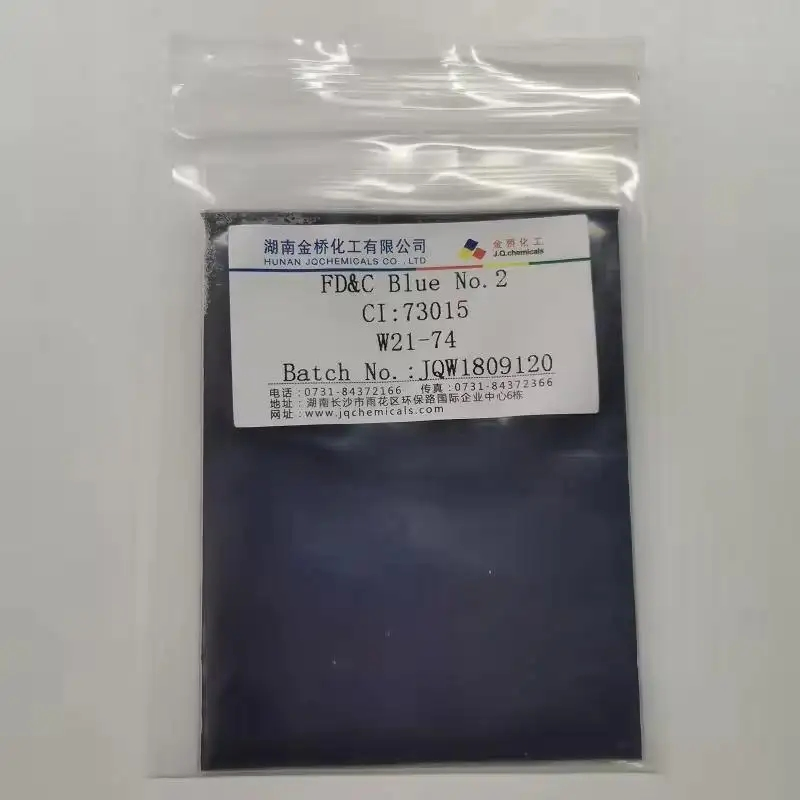 湖南金桥化工有限公司
HUNAN JQCHEMICALS CO.,LTD
金桥化工
J.Q.chemicals
FD&C Blue No.2
CI:73015
W21-74
Batch No.:JQW1809120
电话:0731-84372166 传真:0731-84372366
地址:湖南长沙市雨花区环保路国际企业中心6栋
网址:www.jqchemicals.com